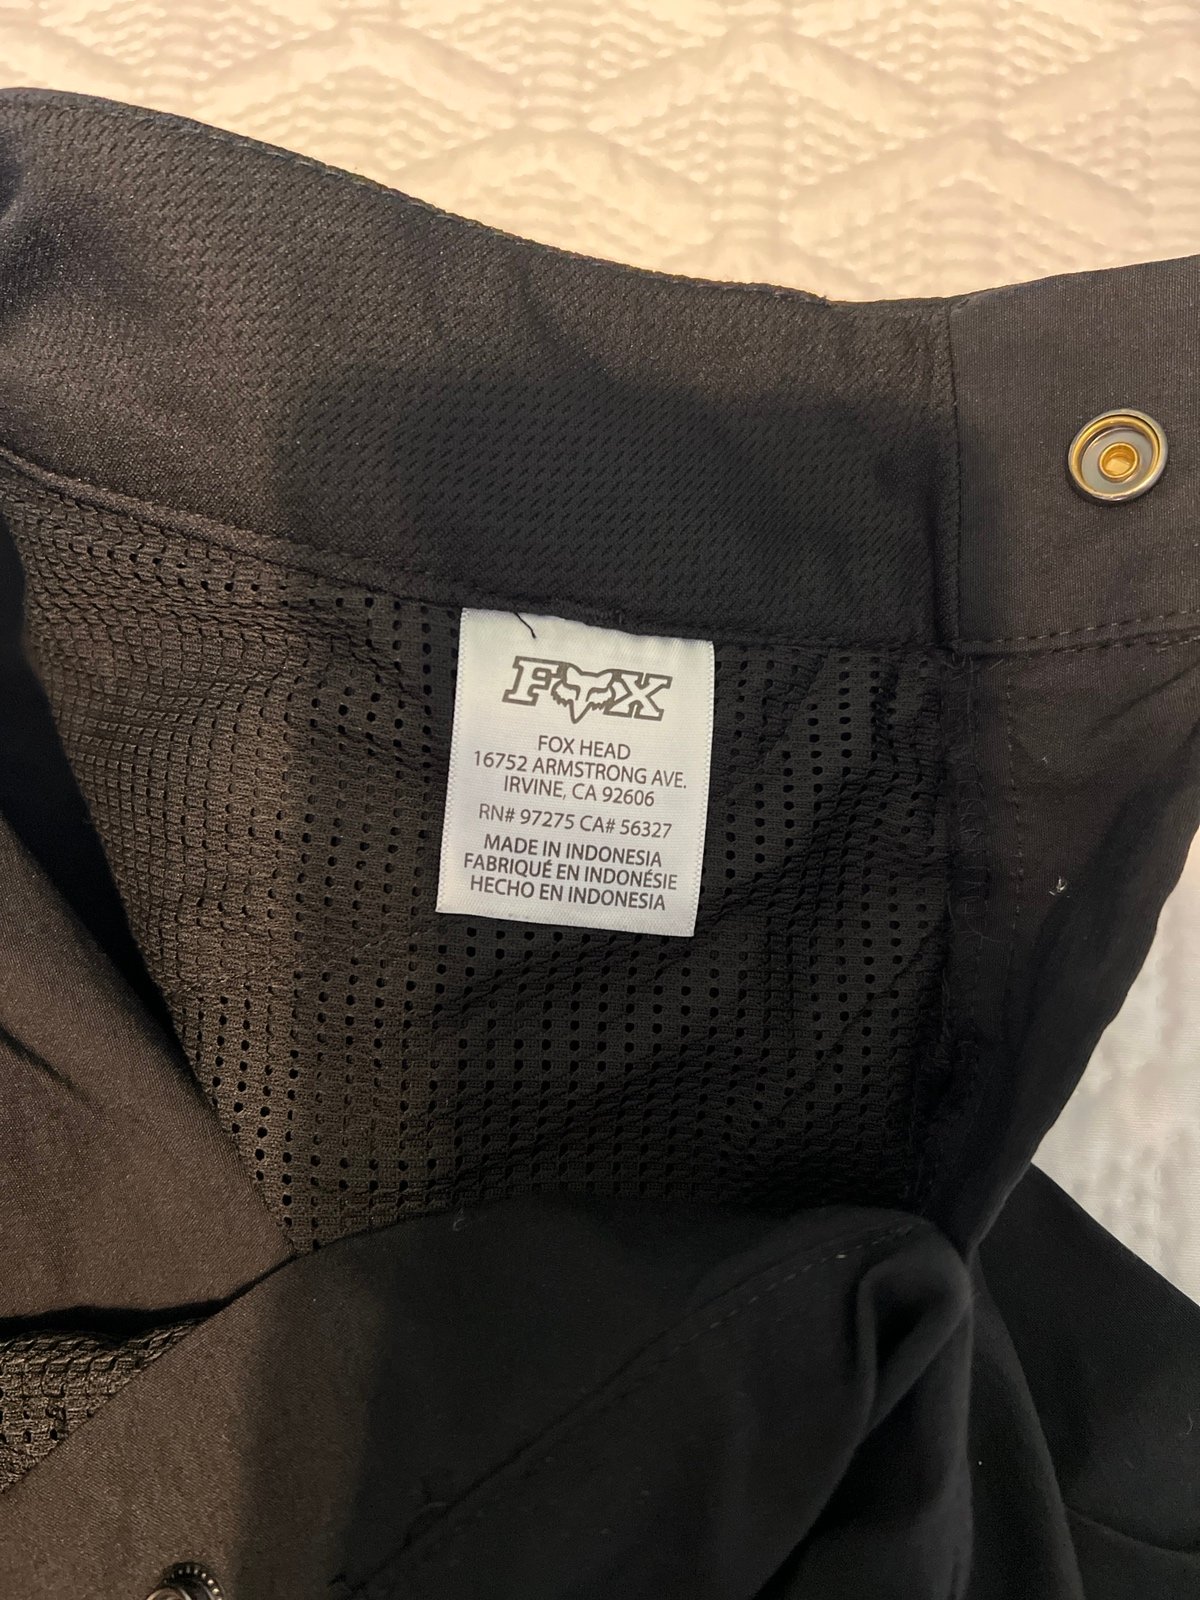 FOX
FOX HEAD
16752 ARMSTRONG AVE.
IRVINE, CA 92606
RN# 97275 CA# 56327
MADE IN INDONESIA
FABRIQUÉ EN INDONÉSIE
HECHO EN INDONESIA